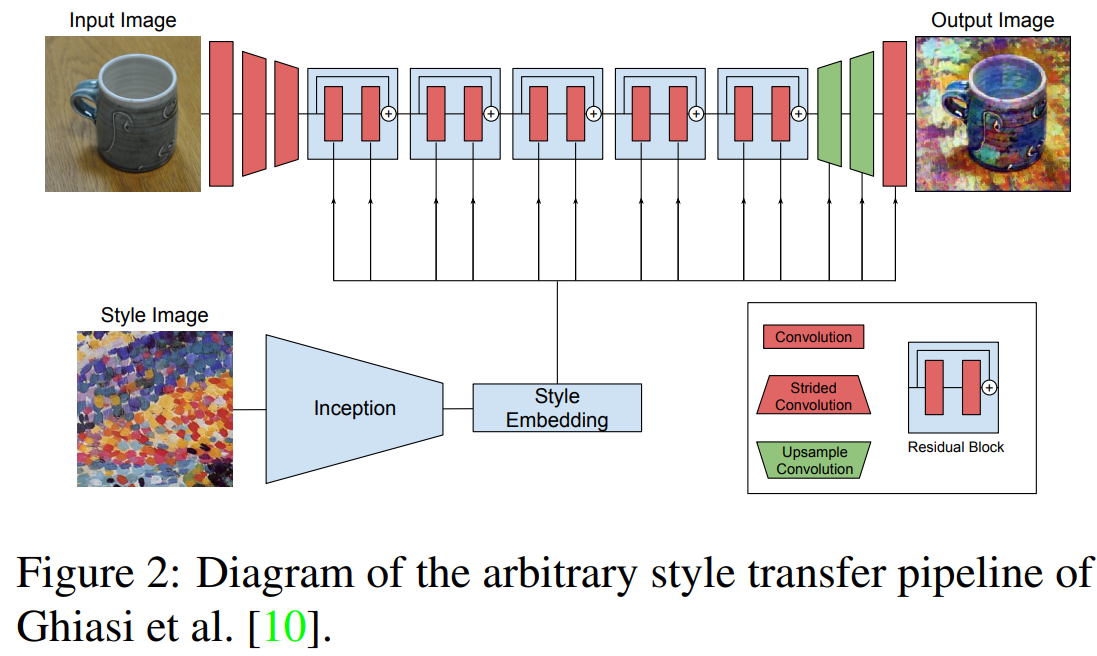 Input Image
Output Image
+
+
+
+
+
Style Image
Inception
Style
Embedding
Convolution
Strided
Convolution
Upsample
Convolution
+
Residual Block
Figure 2: Diagram of the arbitrary style transfer pipeline of
Ghiasi et al. [10].